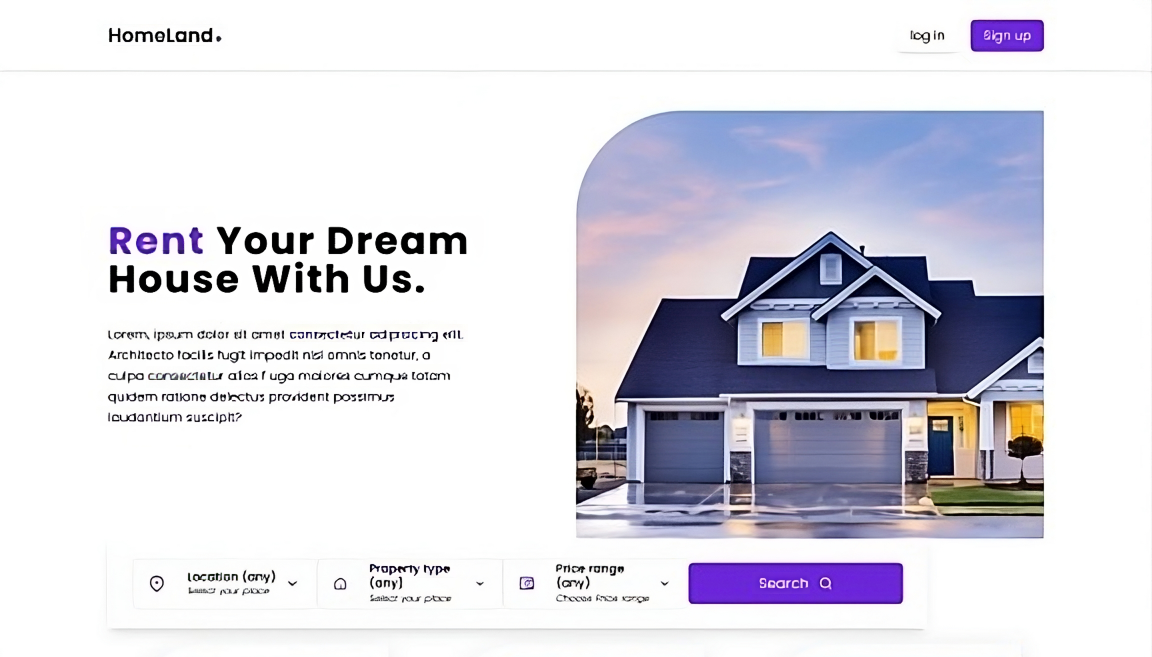 HomeLand.
log in
Sign up
Rent Your Dream
House With Us.
Lorem, ipsum dolor sit amet consectetur adipisicing elit.
Architecto facilis fugit impedit nisi omnis tenetur, a
culpa consectetur alias fuga maiores cumque totam
quidem ratione delectus provident possimus
laudantium suscipit?
Location (any)
Select your place
Property type
(any)
Select your place
Price range
(any)
Choose Price range
Search